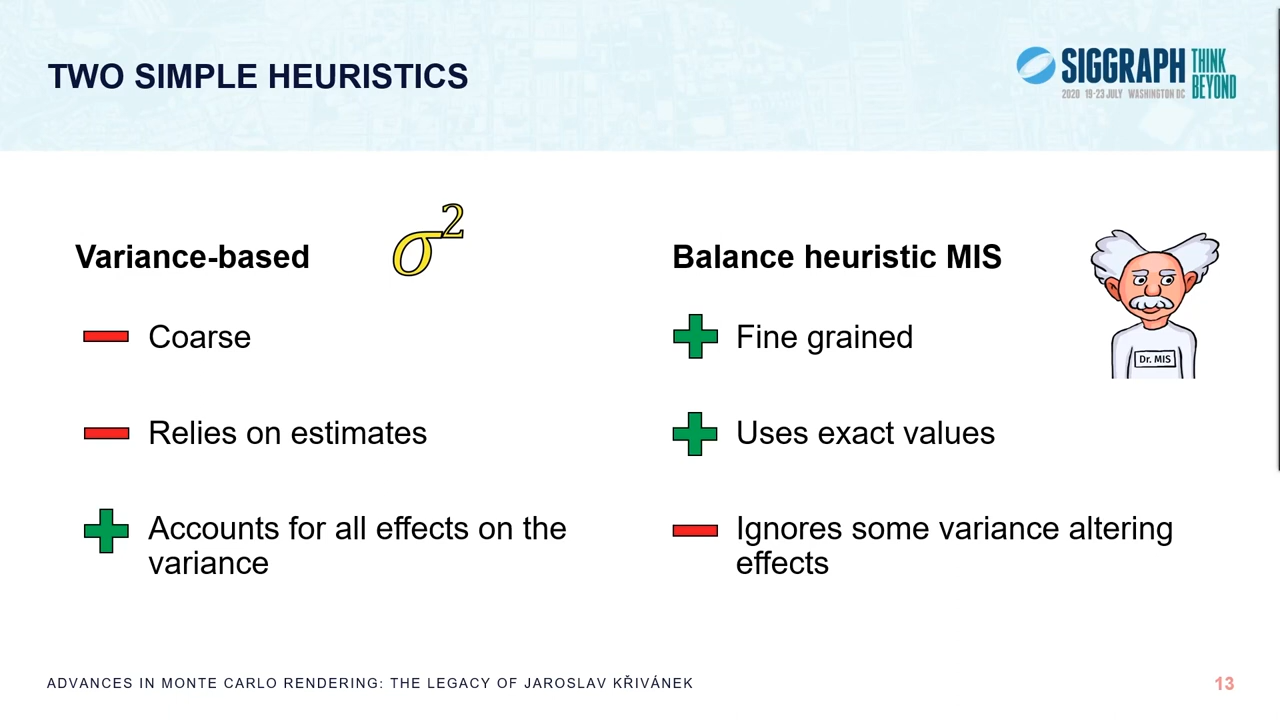 TWO SIMPLE HEURISTICS
SIGGRAPH THINK
BEYOND
2020 19-23 JULY WASHINGTON DC
Variance-based
σ²
Coarse
Relies on estimates
Accounts for all effects on the
variance
Balance heuristic MIS
Dr. MIS
Fine grained
Uses exact values
Ignores some variance altering
effects
ADVANCES IN MONTE CARLO RENDERING: THE LEGACY OF JAROSLAV KŘIVÁNEK
13